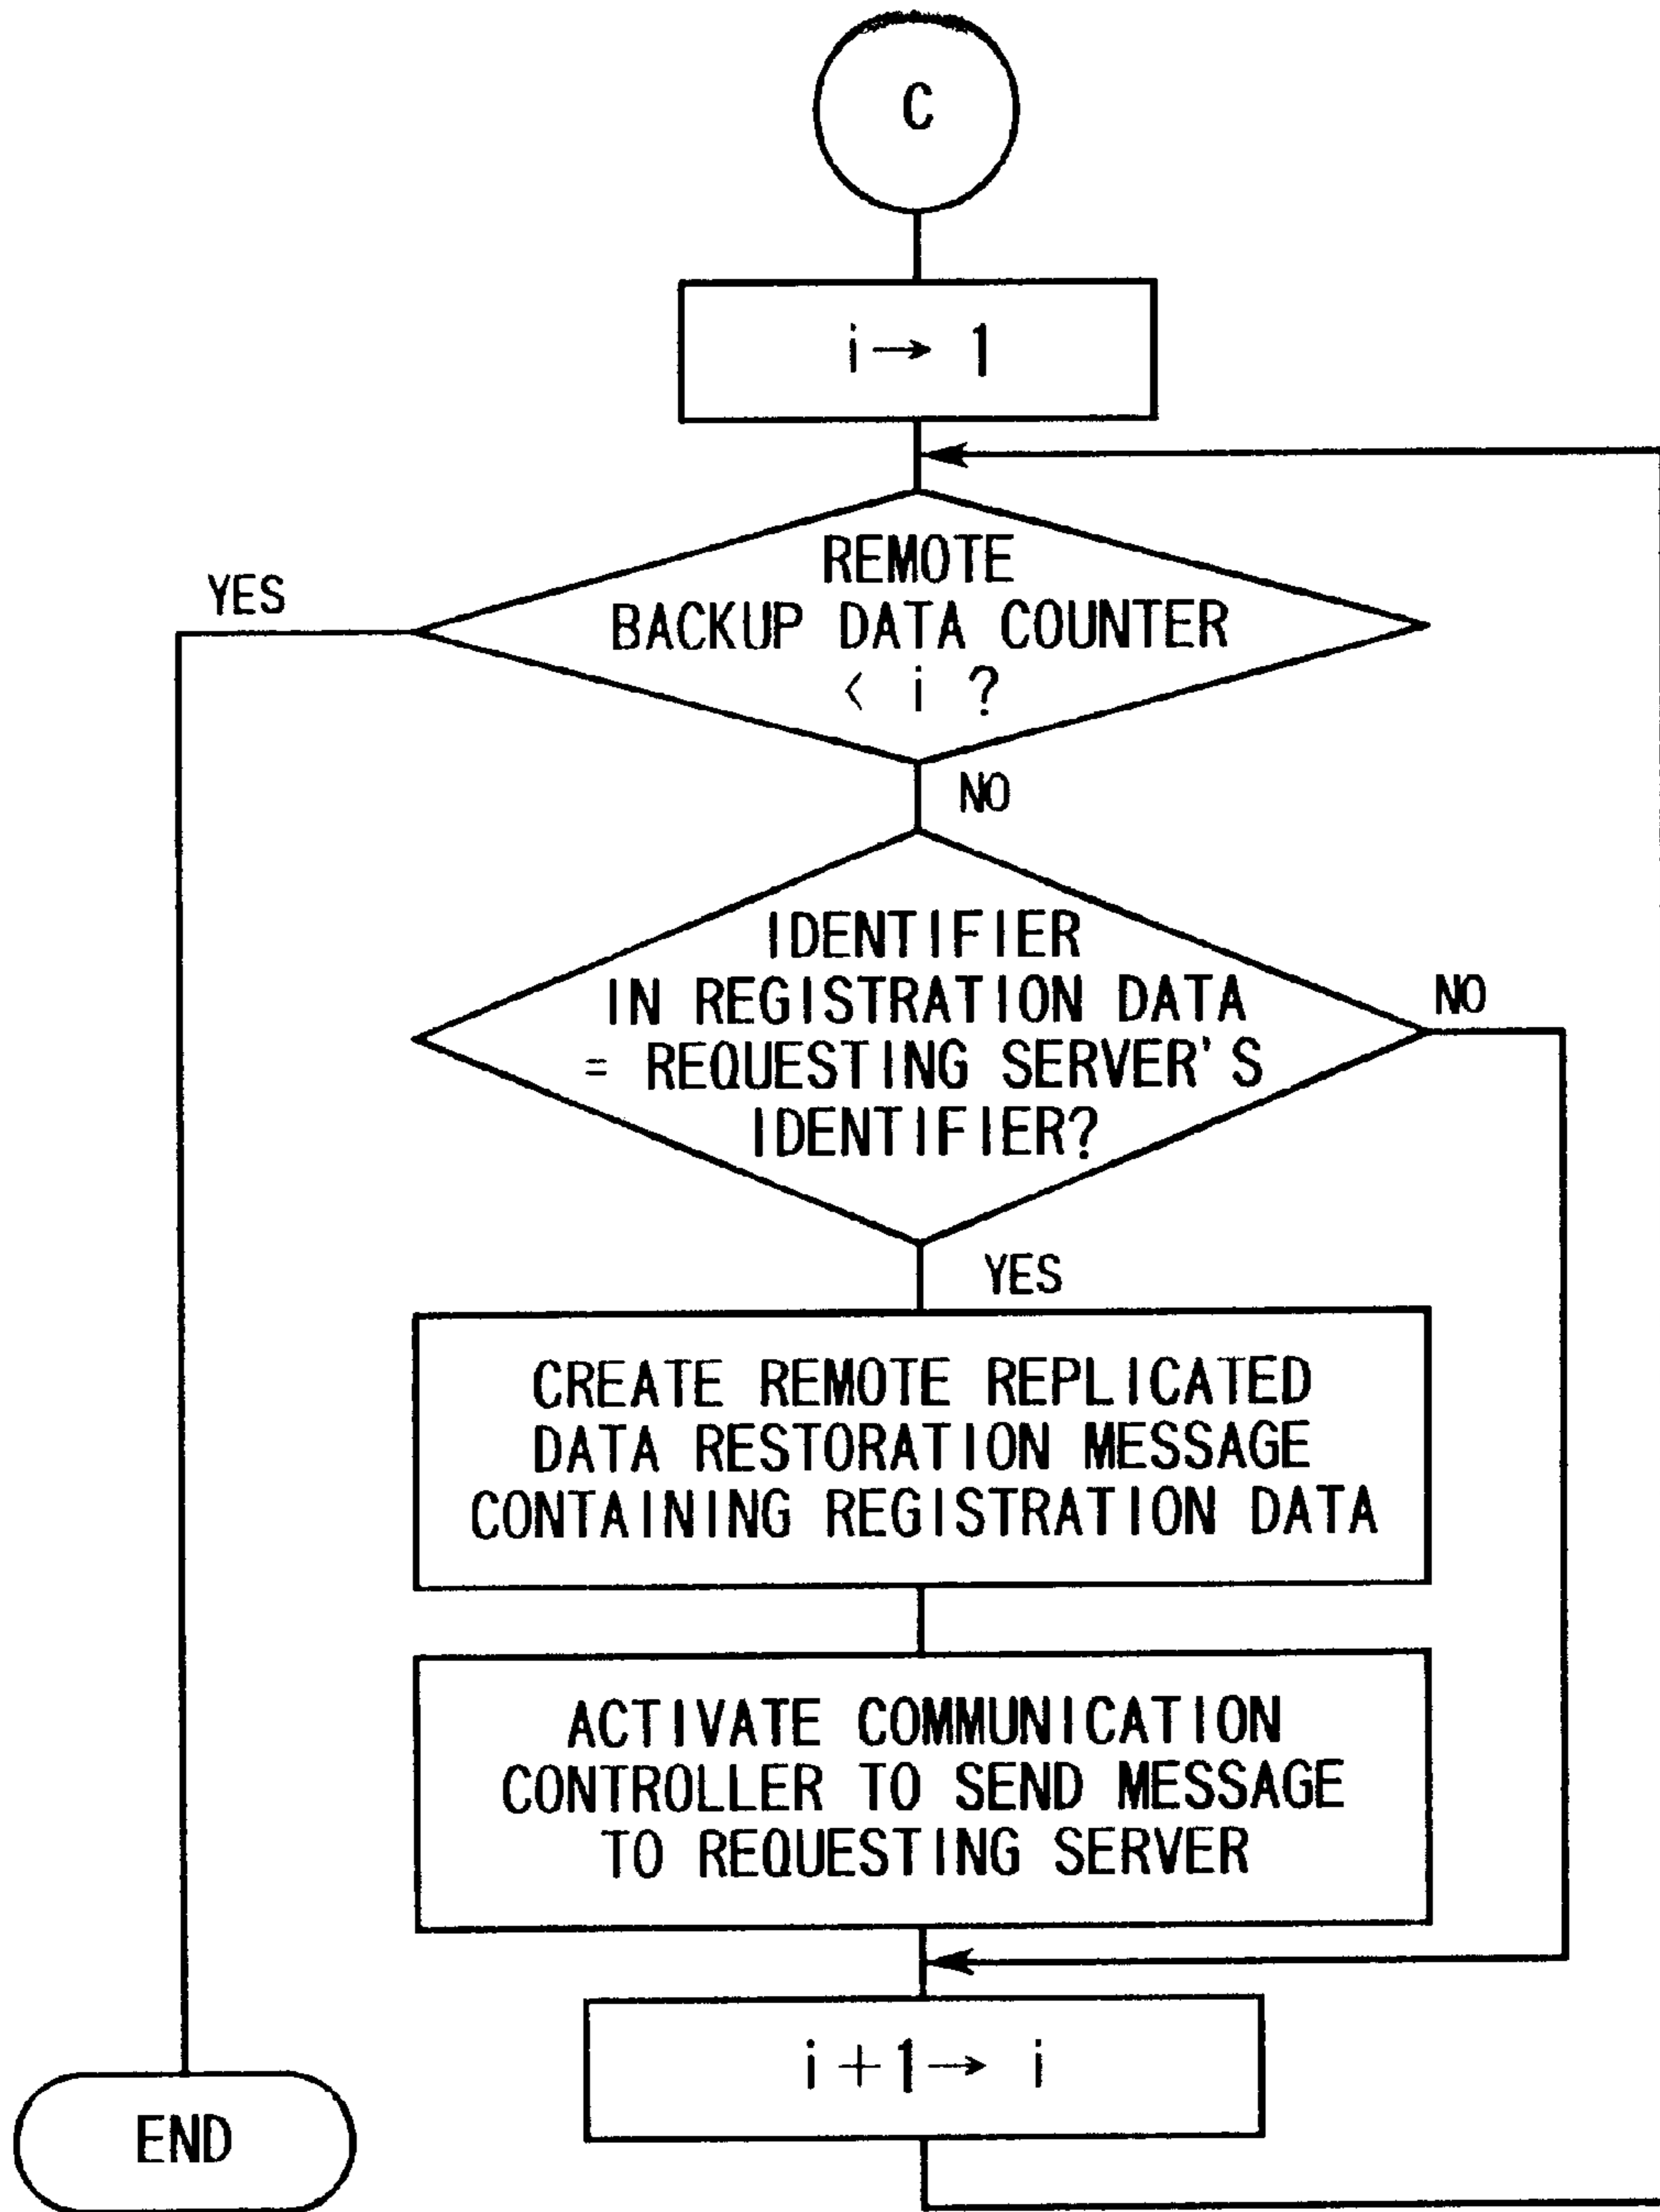 C
i→ 1
REMOTE
BACKUP DATA COUNTER
< i ?
YES
NO
IDENTIFIER
IN REGISTRATION DATA
= REQUESTING SERVER'S
IDENTIFIER?
NO
YES
CREATE REMOTE REPLICATED
DATA RESTORATION MESSAGE
CONTAINING REGISTRATION DATA
ACTIVATE COMMUNICATION
CONTROLLER TO SEND MESSAGE
TO REQUESTING SERVER
i+1→ i
END